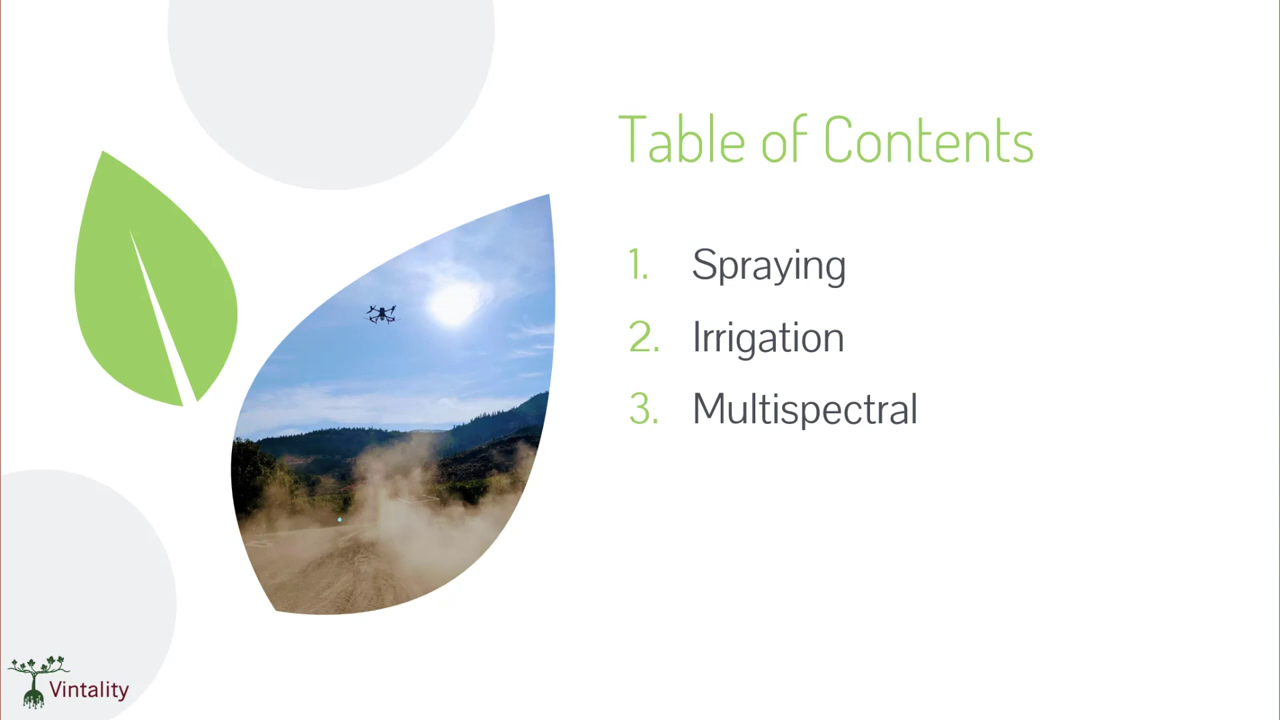 Table of Contents
1. Spraying
2. Irrigation
3. Multispectral
Vintality